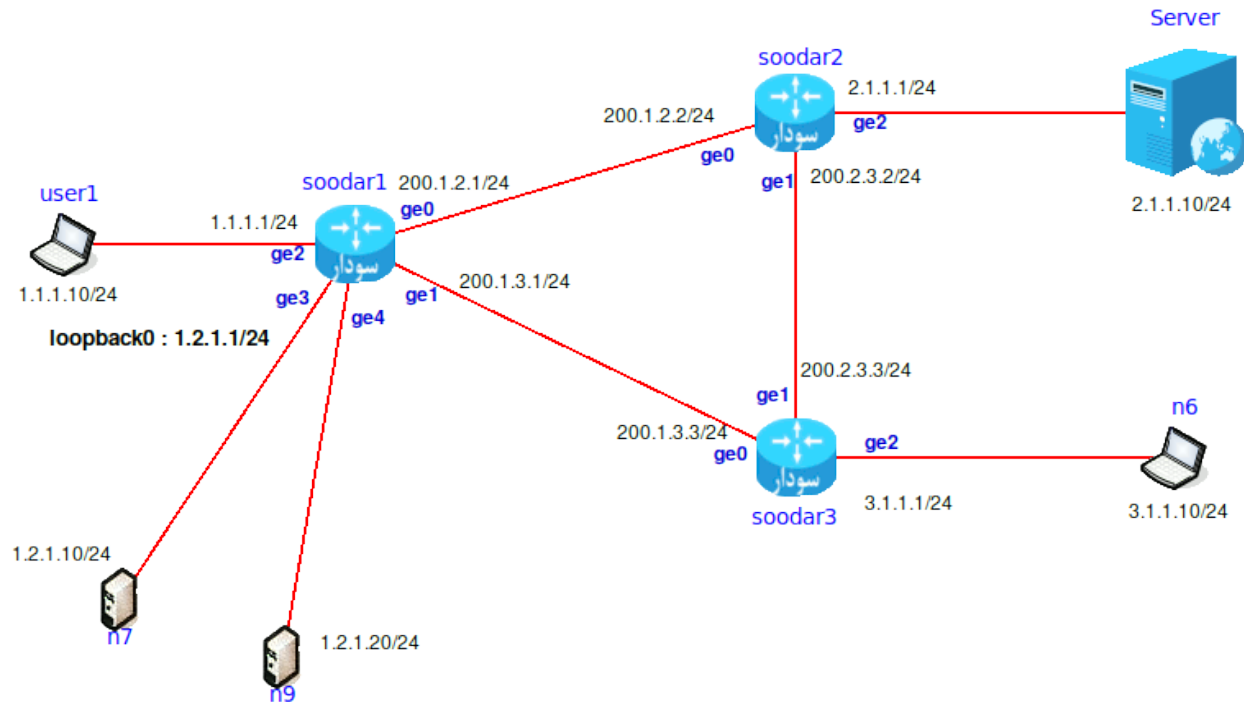 Server
soodar2
2.1.1.1/24
200.1.2.2/24
ge2
سودار
ge0
ge1
200.2.3.2/24
2.1.1.10/24
user1
soodar1
200.1.2.1/24
1.1.1.1/24
ge0
ge2
سودار
1.1.1.10/24
200.1.3.1/24
ge3
ge1
ge4
loopback0 : 1.2.1.1/24
200.2.3.3/24
ge1
n6
200.1.3.3/24
ge0
ge2
سودار
3.1.1.1/24
3.1.1.10/24
soodar3
1.2.1.10/24
n7
1.2.1.20/24
n9